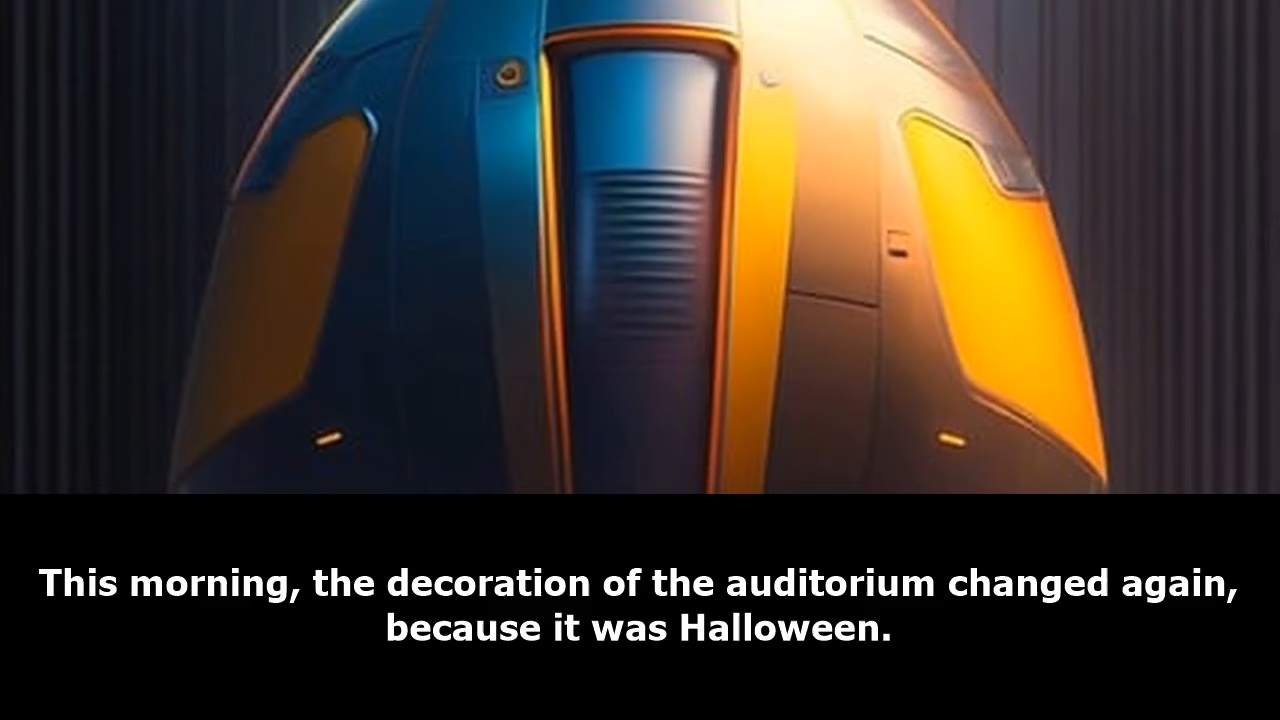 This morning, the decoration of the auditorium changed again,
because it was Halloween.